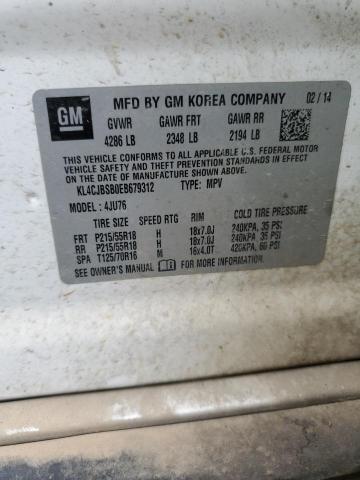 GM
MFD BY GM KOREA COMPANY 02/14
GVWR GAWR FRT GAWR RR
4286 LB 2348 LB 2194 LB
THIS VEHICLE CONFORMS TO ALL APPLICABLE U.S. FEDERAL MOTOR
VEHICLE SAFETY AND THEFT PREVENTION STANDARDS IN EFFECT ON
THE DATE OF MANUFACTURE SHOWN ABOVE.
KL4CJBSB0EB679312 TYPE: MPV
MODEL: 4JU76
TIRE SIZE SPEED RTG RIM COLD TIRE PRESSURE
FRT P215/55R18 H 18x7.0J 240KPA, 35 PSI
RR P215/55R18 H 18x7.0J 240KPA, 35 PSI
SPA T125/70R16 M 16x4.0T 420KPA, 60 PSI
SEE OWNER'S MANUAL FOR MORE INFORMATION.